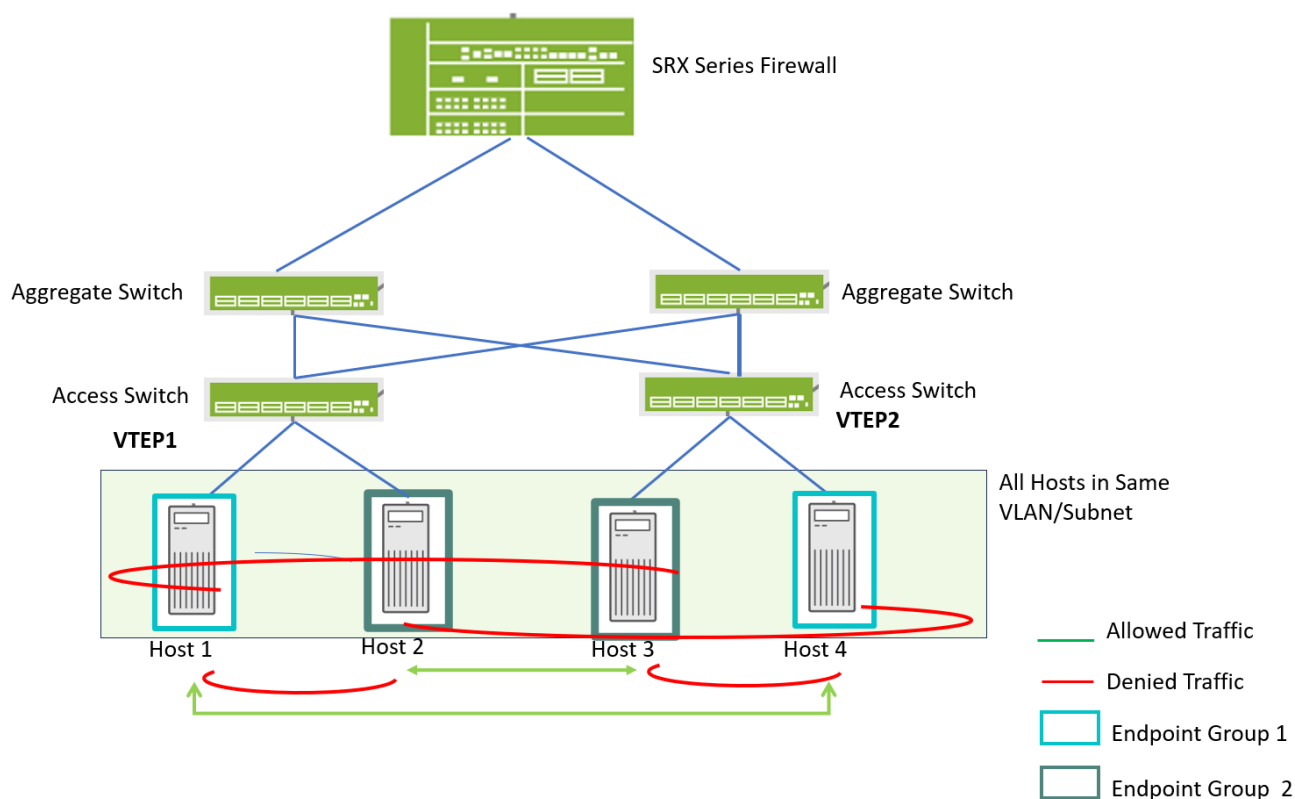 SRX Series Firewall
Aggregate Switch
Aggregate Switch
Access Switch
VTEP1
Access Switch
VTEP2
All Hosts in Same
VLAN/Subnet
Host 1
Host 2
Host 3
Host 4
Allowed Traffic
Denied Traffic
Endpoint Group 1
Endpoint Group 2